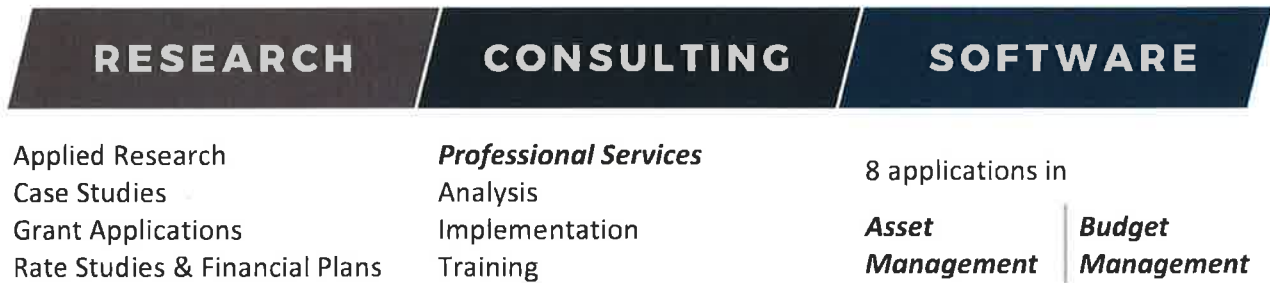 RESEARCH
Applied Research
Case Studies
Grant Applications
Rate Studies & Financial Plans
CONSULTING
Professional Services
Analysis
Implementation
Training
SOFTWARE
8 applications in
Asset
Management
Budget
Management